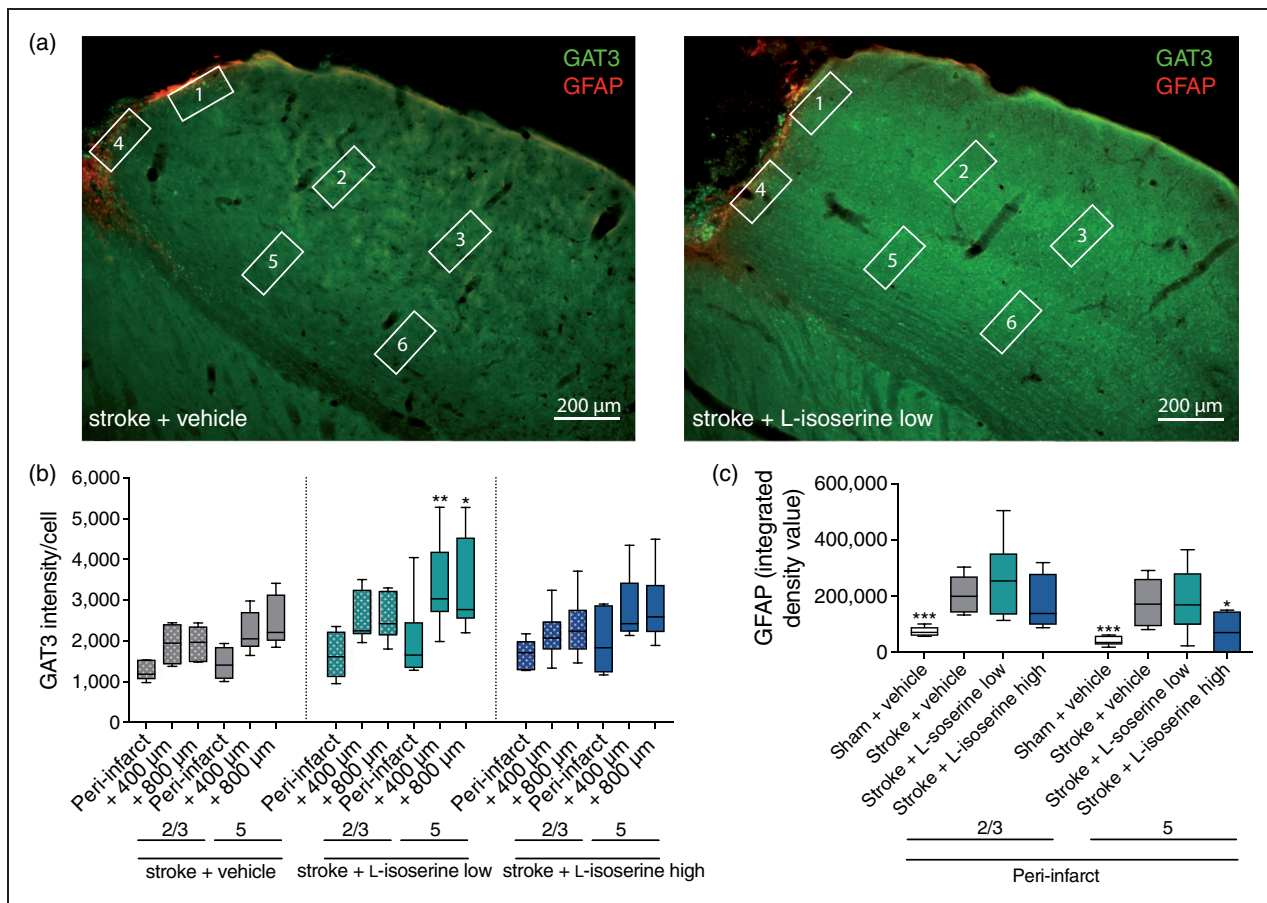 (a)
GAT3
GFAP
1
4
2
3
5
6
200 µm
stroke + vehicle
GAT3
GFAP
1
2
4
3
5
6
200 µm
stroke + L-isoserine low
(b)
GAT3 intensity/cell
6,000
5,000
4,000
3,000
2,000
1,000
0
** *
Peri-infarct
+ 400 µm
+ 800 µm
Peri-infarct
+ 400 µm
+ 800 µm
Peri-infarct
+ 400 µm
+ 800 µm
Peri-infarct
+ 400 µm
+ 800 µm
Peri-infarct
+ 400 µm
+ 800 µm
Peri-infarct
+ 400 µm
+ 800 µm
2/3 5 2/3 5 2/3 5
stroke + vehicle stroke + L-isoserine low stroke + L-isoserine high
(c)
GFAP (integrated
density value)
600,000
400,000
200,000
0
*** *** *
Sham + vehicle
Stroke + vehicle
Stroke + L-isoserine low
Stroke + L-isoserine high
Sham + vehicle
Stroke + vehicle
Stroke + L-soserine low
Stroke + L-isoserine high
2/3 5
Peri-infarct